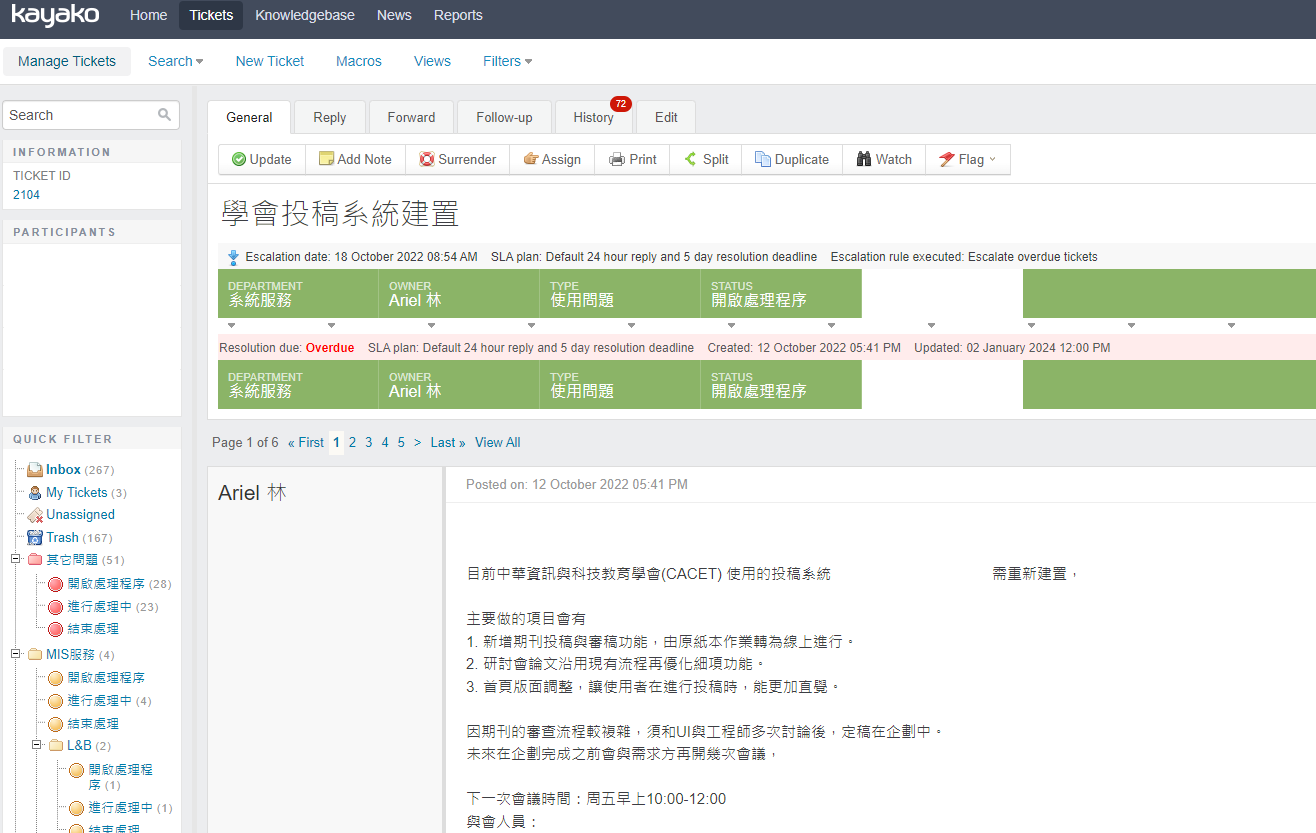 kayako
Home Tickets Knowledgebase News Reports
Manage Tickets Search New Ticket Macros Views Filters
Search
INFORMATION
TICKET ID
2104
PARTICIPANTS
QUICK FILTER
Inbox (267)
My Tickets (3)
Unassigned
Trash (167)
其它問題 (51)
開啟處理程序 (28)
進行處理中 (23)
結束處理
MIS服務 (4)
開啟處理程序
進行處理中 (4)
結束處理
L&B (2)
開啟處理程
序 (1)
進行處理中 (1)
結束處理
General Reply Forward Follow-up History 72 Edit
Update Add Note Surrender Assign Print Split Duplicate Watch Flag
學會投稿系統建置
Escalation date: 18 October 2022 08:54 AM SLA plan: Default 24 hour reply and 5 day resolution deadline Escalation rule executed: Escalate overdue tickets
DEPARTMENT OWNER TYPE STATUS
系統服務 Ariel 林 使用問題 開啟處理程序
Resolution due: Overdue SLA plan: Default 24 hour reply and 5 day resolution deadline Created: 12 October 2022 05:41 PM Updated: 02 January 2024 12:00 PM
DEPARTMENT OWNER TYPE STATUS
系統服務 Ariel 林 使用問題 開啟處理程序
Page 1 of 6 « First 1 2 3 4 5 > Last » View All
Ariel 林
Posted on: 12 October 2022 05:41 PM
目前中華資訊與科技教育學會(CACET) 使用的投稿系統 需重新建置，
主要做的項目會有
1. 新增期刊投稿與審稿功能，由原紙本作業轉為線上進行。
2. 研討會論文沿用現有流程再優化細項功能。
3. 首頁版面調整，讓使用者在進行投稿時，能更加直覺。
因期刊的審查流程較複雜，須和UI與工程師多次討論後，定稿在企劃中。
未來在企劃完成之前會與需求方再開幾次會議，
下一次會議時間：周五早上10:00-12:00
與會人員：